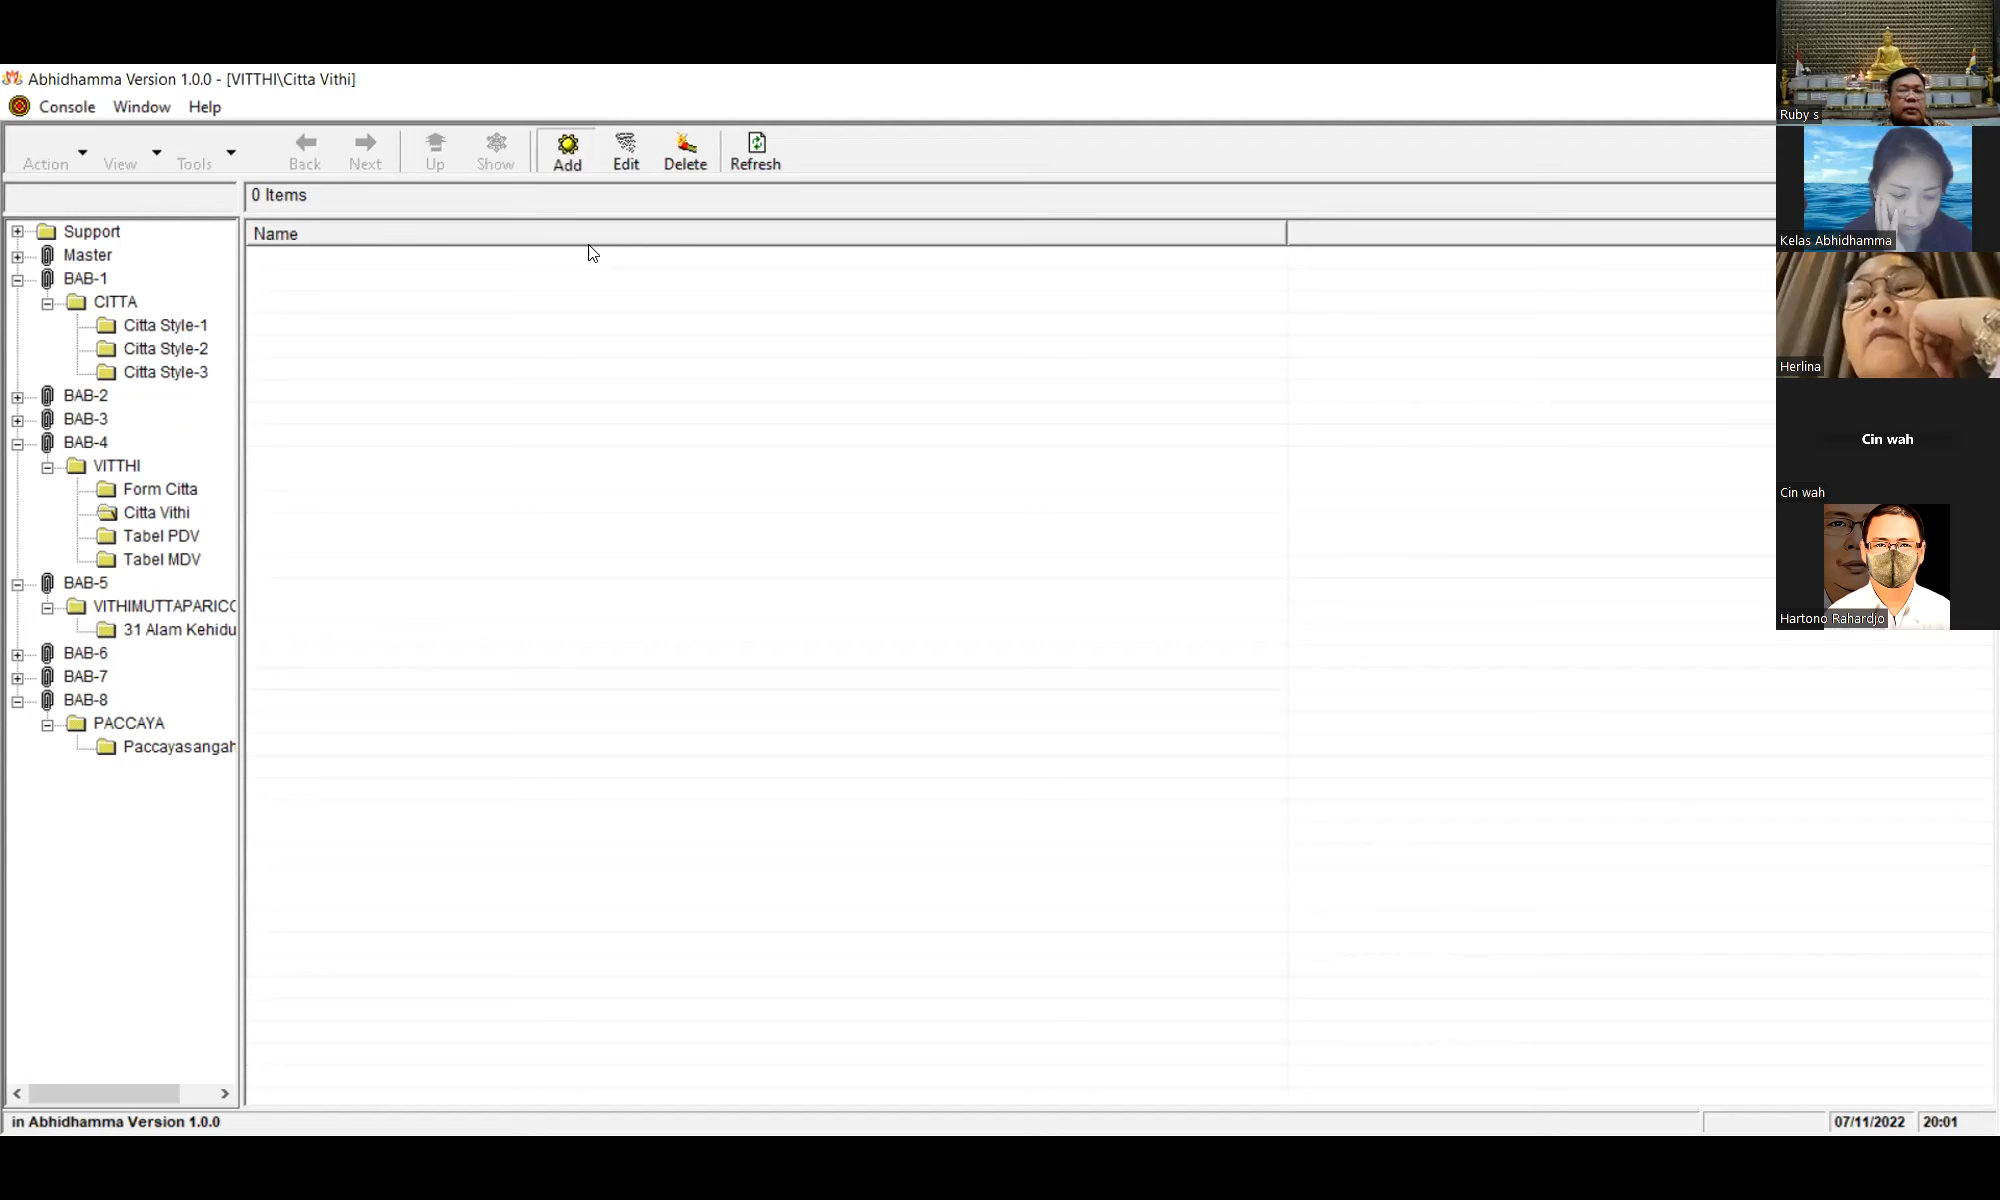 Abhidhamma Version 1.0.0 - [VITTHI\Citta Vithi]
Console Window Help
Action View Tools Back Next Up Show Add Edit Delete Refresh
0 Items
Name
Support
Master
BAB-1
CITTA
Citta Style-1
Citta Style-2
Citta Style-3
BAB-2
BAB-3
BAB-4
VITTHI
Form Citta
Citta Vithi
Tabel PDV
Tabel MDV
BAB-5
VITHIMUTTAPARICC
31 Alam Kehidu
BAB-6
BAB-7
BAB-8
PACCAYA
Paccayasangah
in Abhidhamma Version 1.0.0
07/11/2022 20:01
Ruby s
Kelas Abhidhamma
Herlina
Cin wah
Cin wah
Hartono Rahardjo